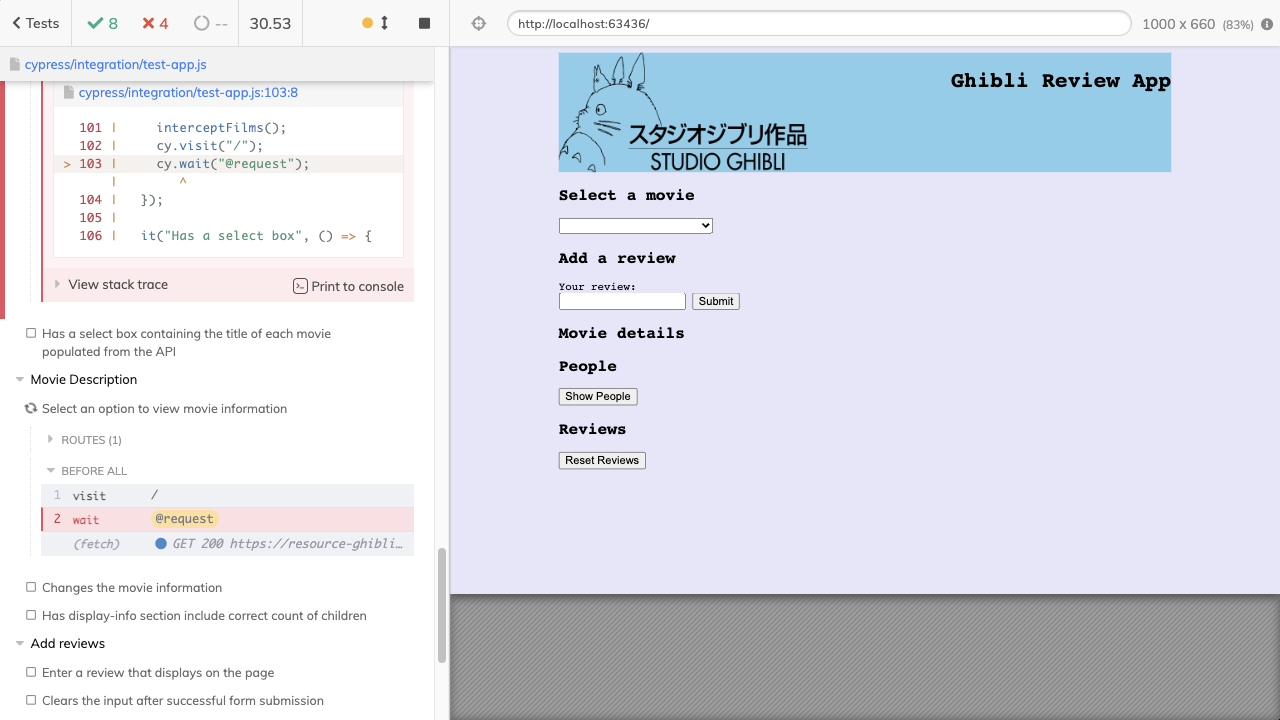 Tests
8
4
--
30.53
http://localhost:63436/
1000 x 660 (83%)
cypress/integration/test-app.js
cypress/integration/test-app.js:103:8
101 | interceptFilms();
102 | cy.visit("/");
> 103 | cy.wait("@request");
| ^
104 | });
105 |
106 | it("Has a select box", () => {
View stack trace
Print to console
Has a select box containing the title of each movie
populated from the API
Movie Description
Select an option to view movie information
ROUTES (1)
BEFORE ALL
1 visit /
2 wait @request
(fetch) GET 200 https://resource-ghibli…
Changes the movie information
Has display-info section include correct count of children
Add reviews
Enter a review that displays on the page
Clears the input after successful form submission
Ghibli Review App
スタジオジブリ作品
STUDIO GHIBLI
Select a movie
Add a review
Your review:
Submit
Movie details
People
Show People
Reviews
Reset Reviews